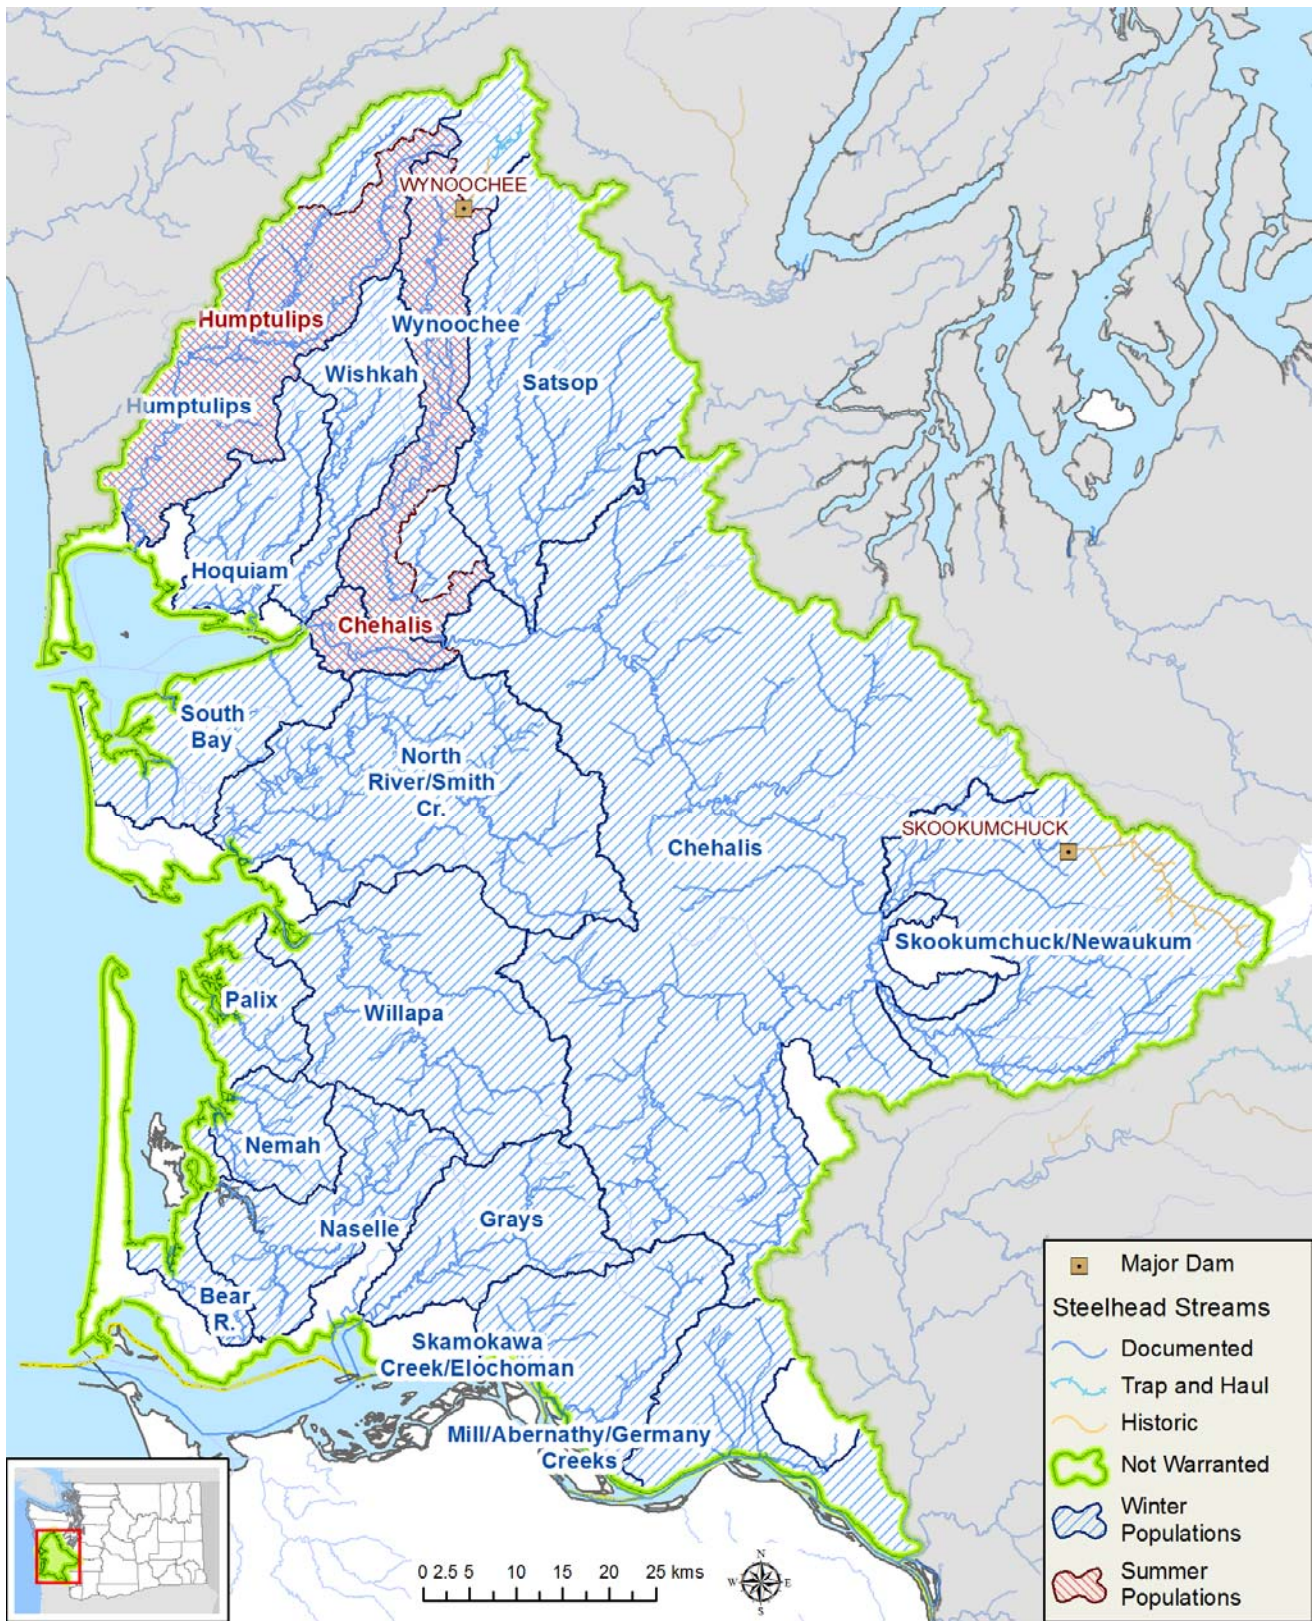 WYNOOCHEE
Humptulips
Wynoochee
Wishkah
Satsop
Humptulips
Hoquiam
Chehalis
South
Bay
North
River/Smith
Cr.
SKOOKUMCHUCK
Chehalis
Skookumchuck/Newaukum
Palix
Willapa
Nemah
Naselle
Grays
Bear
R.
Skamokawa
Creek/Elochoman
Mill/Abernathy/Germany
Creeks
Major Dam
Steelhead Streams
Documented
Trap and Haul
Historic
Not Warranted
Winter
Populations
Summer
Populations
0 2.5 5 10 15 20 25 kms
N
W E
S